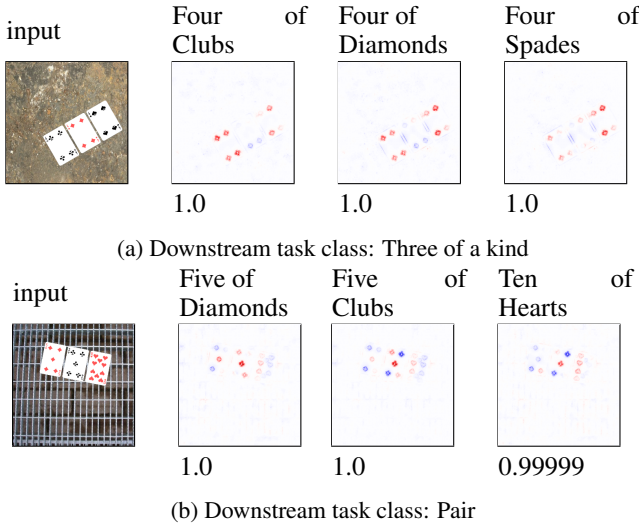 input
Four of
Clubs
Four of
Diamonds
Four of
Spades
1.0
1.0
1.0
(a) Downstream task class: Three of a kind
input
Five of
Diamonds
Five of
Clubs
Ten of
Hearts
1.0
1.0
0.99999
(b) Downstream task class: Pair